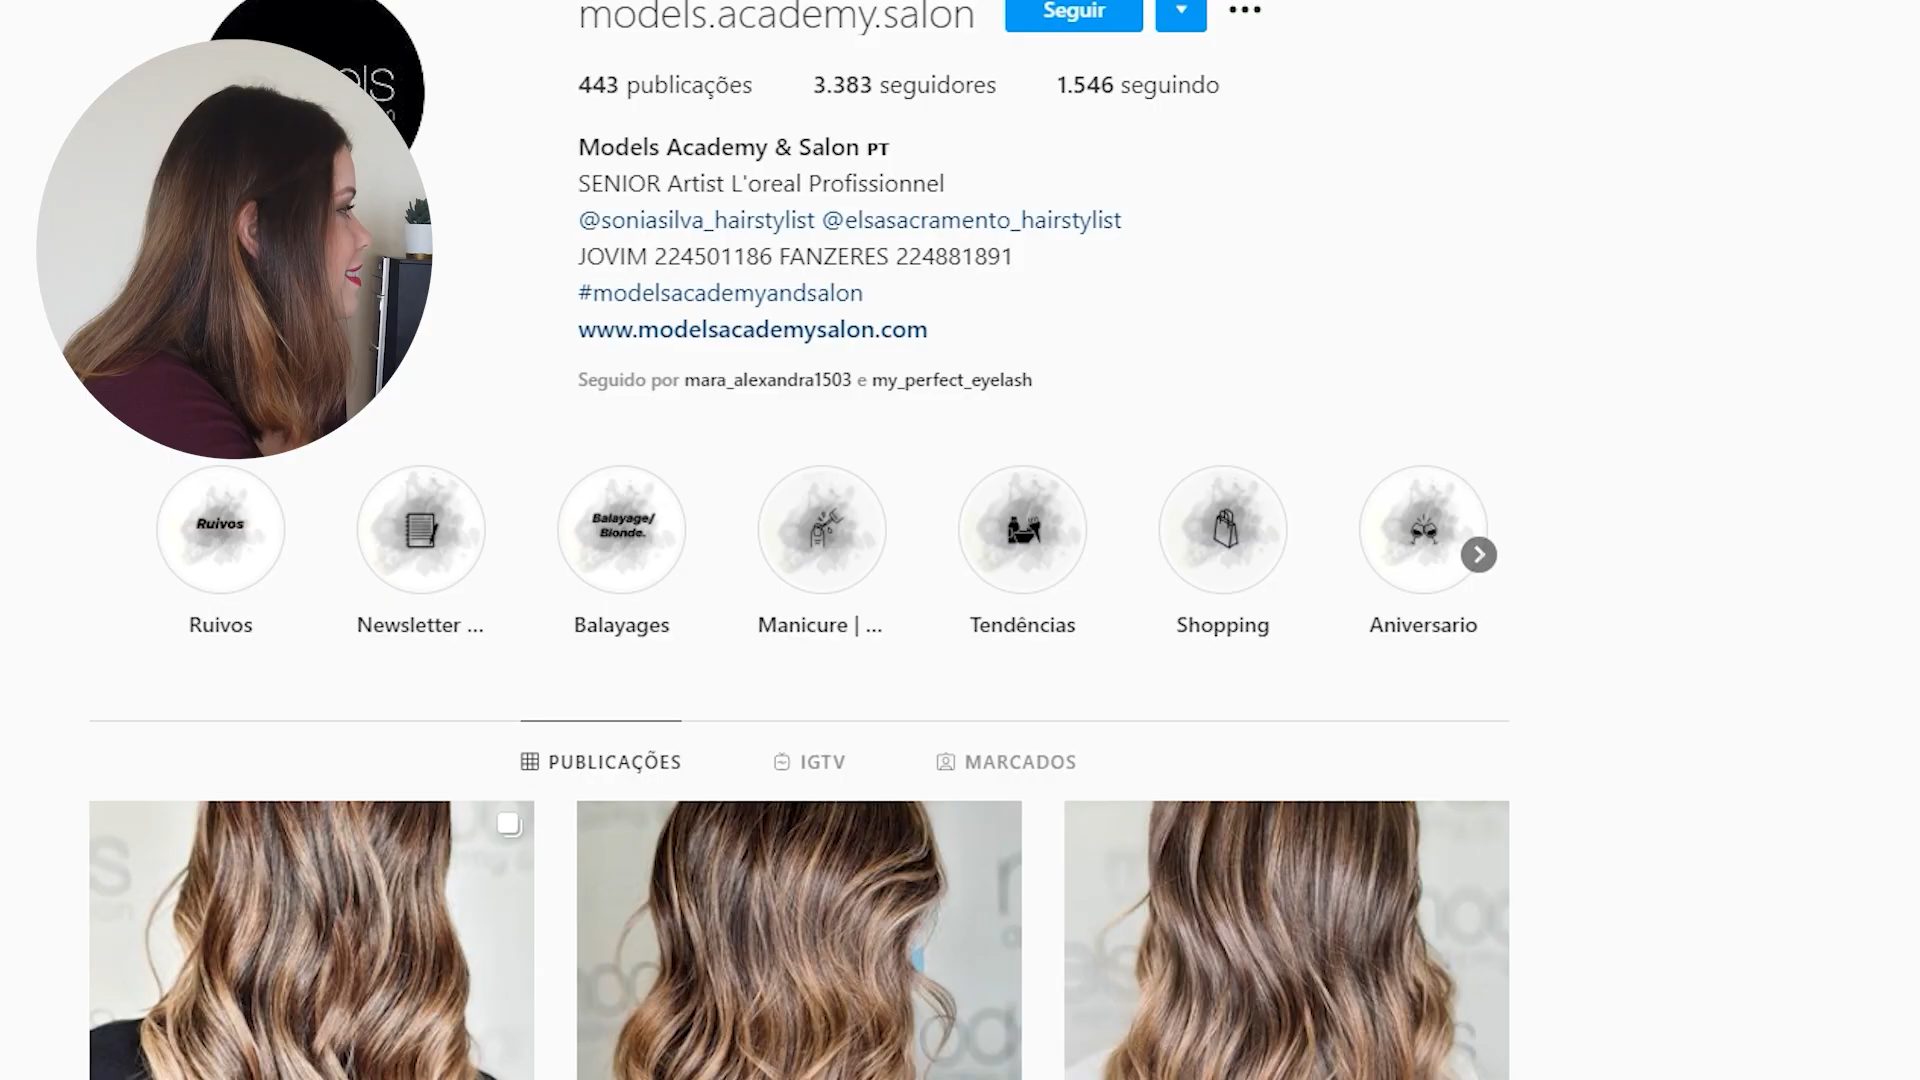 models.academy.salon
Seguir
443 publicações
3.383 seguidores
1.546 seguindo
Models Academy & Salon PT
SENIOR Artist L'oreal Profissionnel
@soniasilva_hairstylist @elsasacramento_hairstylist
JOVIM 224501186 FANZERES 224881891
#modelsacademyandsalon
www.modelsacademysalon.com
Seguido por mara_alexandra1503 e my_perfect_eyelash
Ruivos
Balayage/
Blonde.
Ruivos
Newsletter ...
Balayages
Manicure | ...
Tendências
Shopping
Aniversario
PUBLICAÇÕES
IGTV
MARCADOS